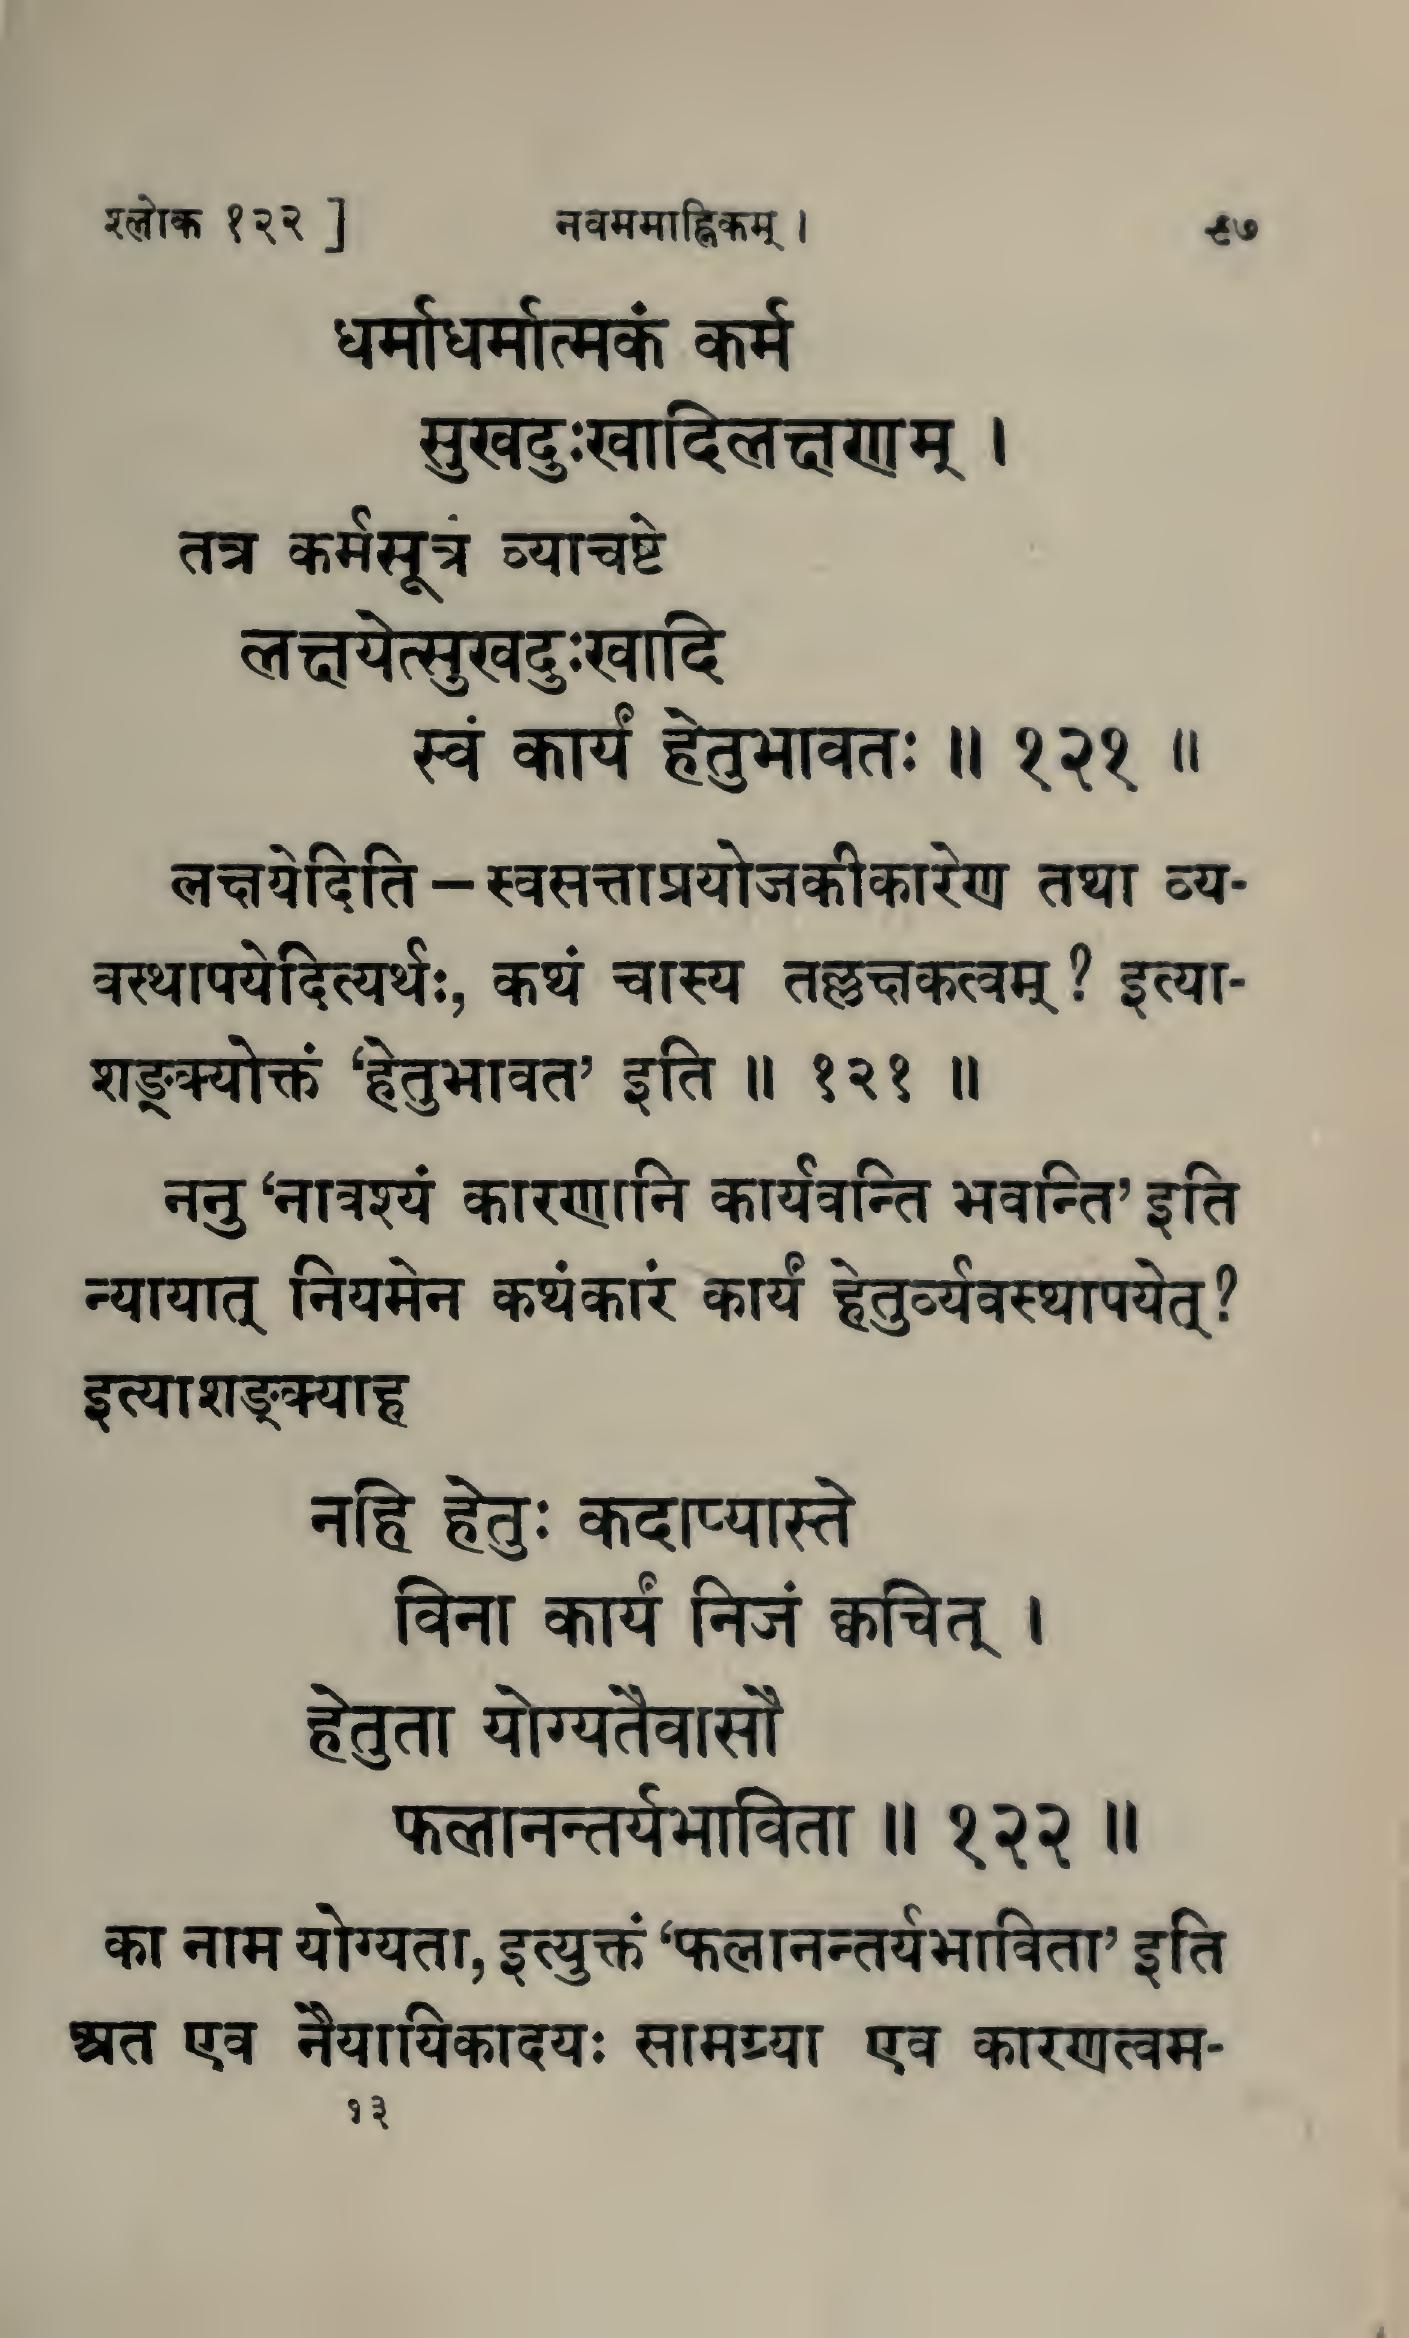 श्लोक १२२ ] नवममाह्निकम् । ९७
धर्माधर्मात्मकं कर्म
सुखदुःखादिलक्षणम् ।
तत्र कर्मसूत्रं व्याचष्टे
लक्षयेत्सुखदुःखादि
स्वं कार्यं हेतुभावतः ॥ १२१ ॥
लक्षयेदिति – स्वसत्ताप्रयोजकीकारेण तथा व्य-
वस्थापयेदित्यर्थः, कथं चास्य तल्लक्षकत्वम् ? इत्या-
शङ्क्योक्तं ‘हेतुभावत’ इति ॥ १२१ ॥
ननु ‘नात्रश्यं कारणानि कार्यवन्ति भवन्ति’ इति
न्यायात् नियमेन कथंकारं कार्यं हेतुर्व्यवस्थापयेत् ?
इत्याशङ्क्याह
नहि हेतुः कदाप्यास्ते
विना कार्यं निजं क्वचित् ।
हेतुता योग्यतैवासौ
फलानन्तर्यभाविता ॥ १२२ ॥
का नाम योग्यता, इत्युक्तं ‘फलानन्तर्यभाविता’ इति
अत एव नैयायिकादयः सामग्र्या एव कारणत्वम-
१३